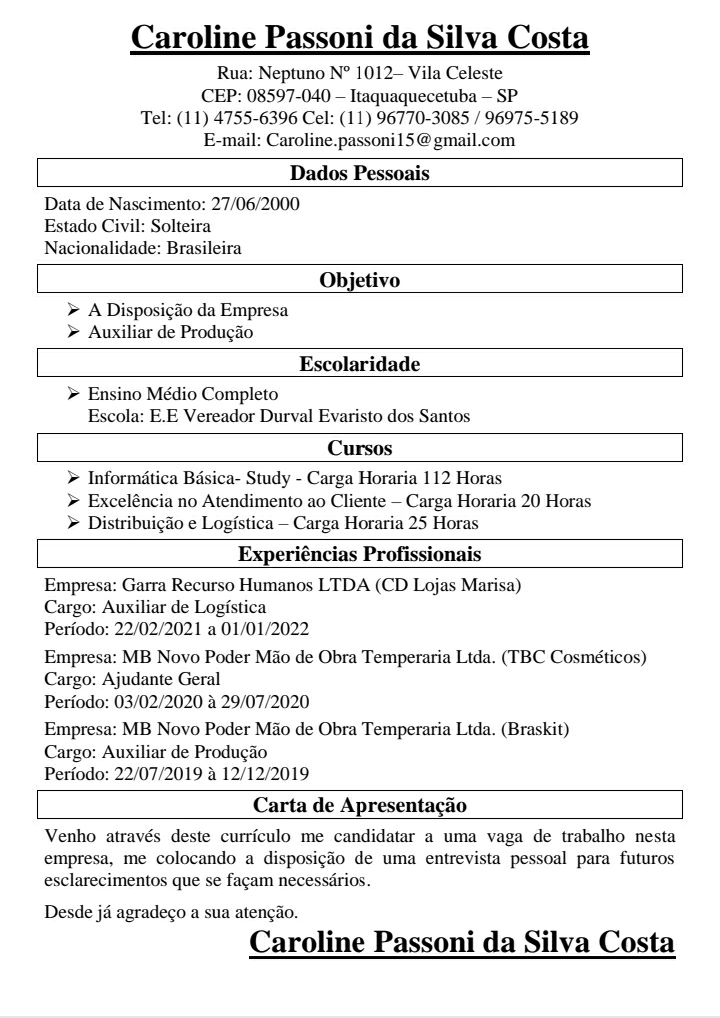 Caroline Passoni da Silva Costa
Rua: Neptuno Nº 1012– Vila Celeste
CEP: 08597-040 – Itaquaquecetuba – SP
Tel: (11) 4755-6396 Cel: (11) 96770-3085 / 96975-5189
E-mail: Caroline.passoni15@gmail.com
Dados Pessoais
Data de Nascimento: 27/06/2000
Estado Civil: Solteira
Nacionalidade: Brasileira
Objetivo
➢ A Disposição da Empresa
➢ Auxiliar de Produção
Escolaridade
➢ Ensino Médio Completo
Escola: E.E Vereador Durval Evaristo dos Santos
Cursos
➢ Informática Básica- Study - Carga Horaria 112 Horas
➢ Excelência no Atendimento ao Cliente – Carga Horaria 20 Horas
➢ Distribuição e Logística – Carga Horaria 25 Horas
Experiências Profissionais
Empresa: Garra Recurso Humanos LTDA (CD Lojas Marisa)
Cargo: Auxiliar de Logística
Período: 22/02/2021 a 01/01/2022
Empresa: MB Novo Poder Mão de Obra Temperaria Ltda. (TBC Cosméticos)
Cargo: Ajudante Geral
Período: 03/02/2020 à 29/07/2020
Empresa: MB Novo Poder Mão de Obra Temperaria Ltda. (Braskit)
Cargo: Auxiliar de Produção
Período: 22/07/2019 à 12/12/2019
Carta de Apresentação
Venho através deste currículo me candidatar a uma vaga de trabalho nesta
empresa, me colocando a disposição de uma entrevista pessoal para futuros
esclarecimentos que se façam necessários.
Desde já agradeço a sua atenção.
Caroline Passoni da Silva Costa